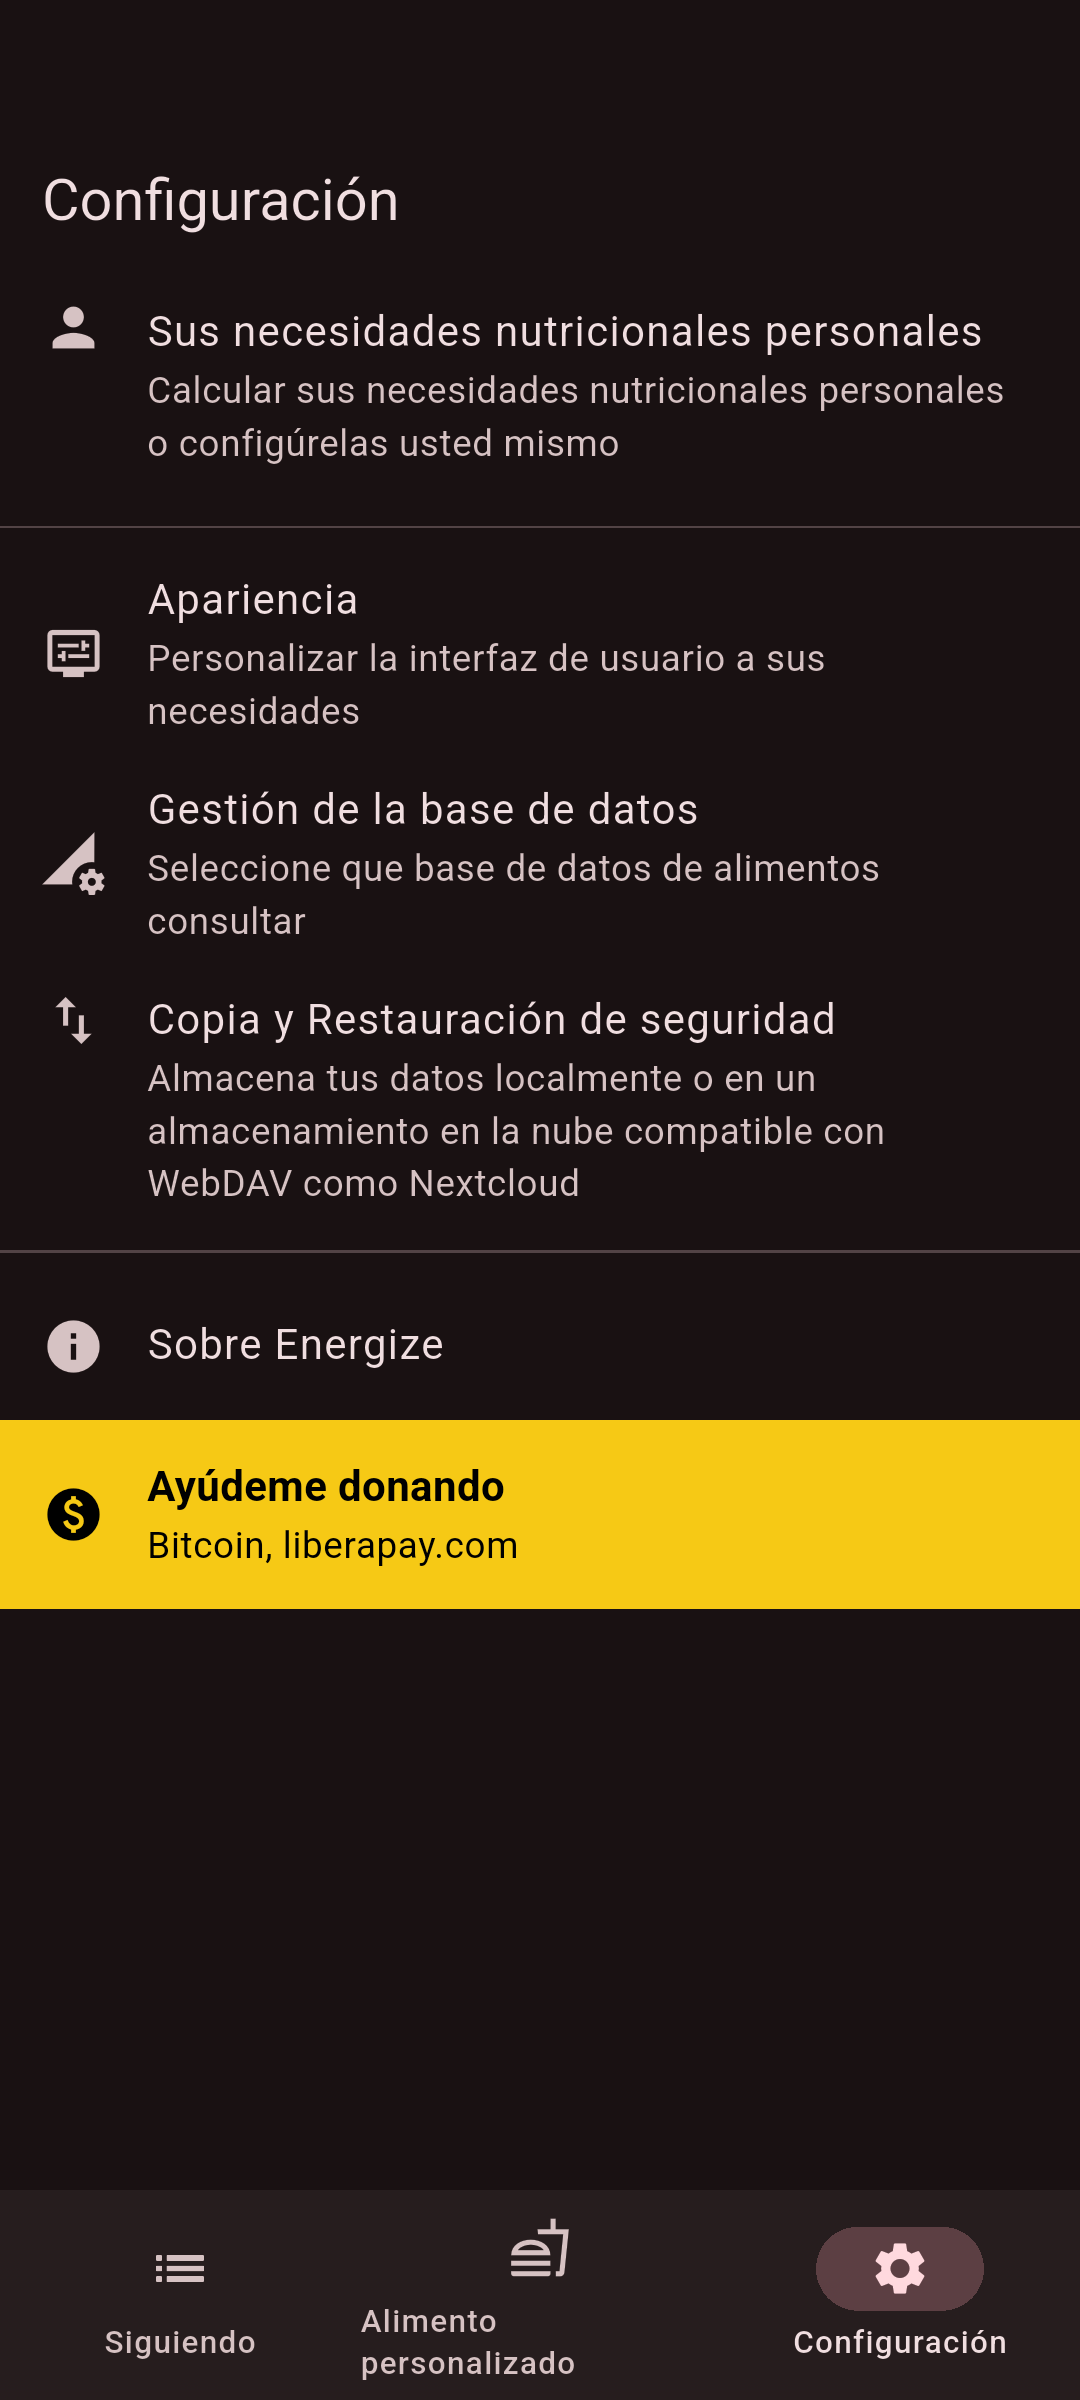 Configuración
Sus necesidades nutricionales personales
Calcular sus necesidades nutricionales personales
o configúrelas usted mismo
Apariencia
Personalizar la interfaz de usuario a sus
necesidades
Gestión de la base de datos
Seleccione que base de datos de alimentos
consultar
Copia y Restauración de seguridad
Almacena tus datos localmente o en un
almacenamiento en la nube compatible con
WebDAV como Nextcloud
Sobre Energize
Ayúdeme donando
Bitcoin, liberapay.com
Siguiendo
Alimento
personalizado
Configuración